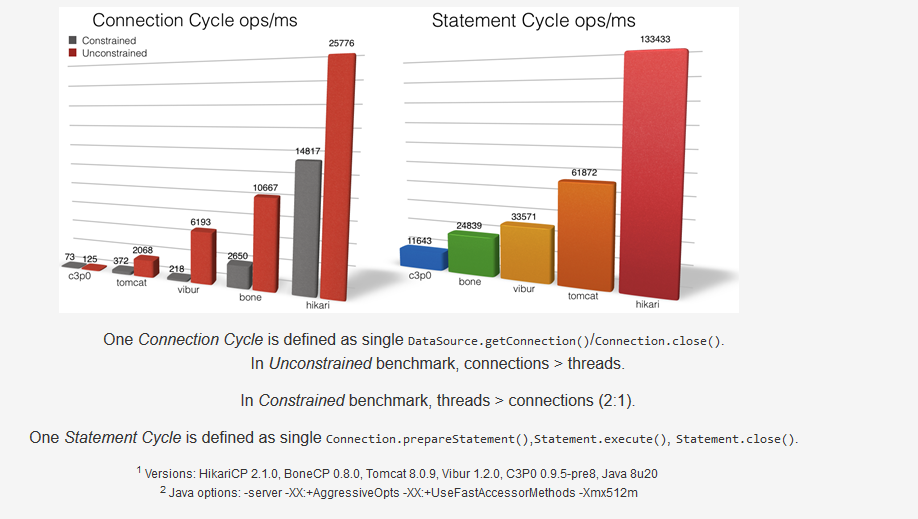 Connection Cycle ops/ms
Constrained
Unconstrained
73
125
372
2068
218
6193
2650
10667
14817
25776
c3p0
tomcat
vibur
bone
hikari
Statement Cycle ops/ms
11643
24839
33571
61872
133433
c3p0
bone
vibur
tomcat
hikari
One Connection Cycle is defined as single DataSource.getConnection()/Connection.close().
In Unconstrained benchmark, connections > threads.
In Constrained benchmark, threads > connections (2:1).
One Statement Cycle is defined as single Connection.prepareStatement(),Statement.execute(), Statement.close().
1 Versions: HikariCP 2.1.0, BoneCP 0.8.0, Tomcat 8.0.9, Vibur 1.2.0, C3P0 0.9.5-pre8, Java 8u20
2 Java options: -server -XX:+AggressiveOpts -XX:+UseFastAccessorMethods -Xmx512m